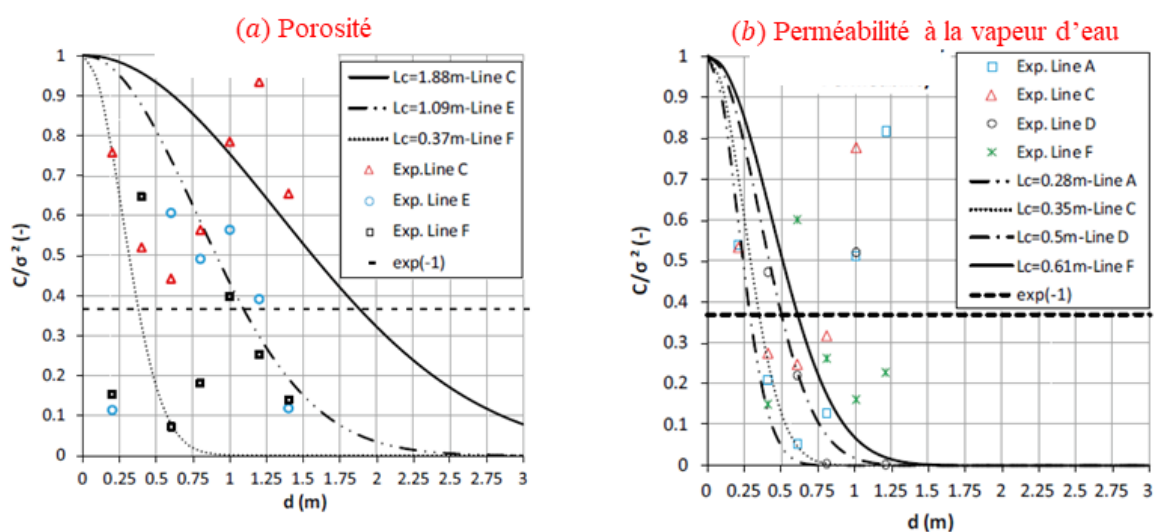 (a) Porosité
C/σ² (-)
1
0.9
0.8
0.7
0.6
0.5
0.4
0.3
0.2
0.1
0
0 0.25 0.5 0.75 1 1.25 1.5 1.75 2 2.25 2.5 2.75 3
d (m)
Lc=1.88m-Line C
Lc=1.09m-Line E
Lc=0.37m-Line F
Exp.Line C
Exp. Line E
Exp. Line F
exp(-1)
(b) Perméabilité à la vapeur d’eau
C/σ² (-)
1
0.9
0.8
0.7
0.6
0.5
0.4
0.3
0.2
0.1
0
0 0.25 0.5 0.75 1 1.25 1.5 1.75 2 2.25 2.5 2.75 3
d (m)
Exp. Line A
Exp. Line C
Exp. Line D
Exp. Line F
Lc=0.28m-Line A
Lc=0.35m-Line C
Lc=0.5m-Line D
Lc=0.61m-Line F
exp(-1)